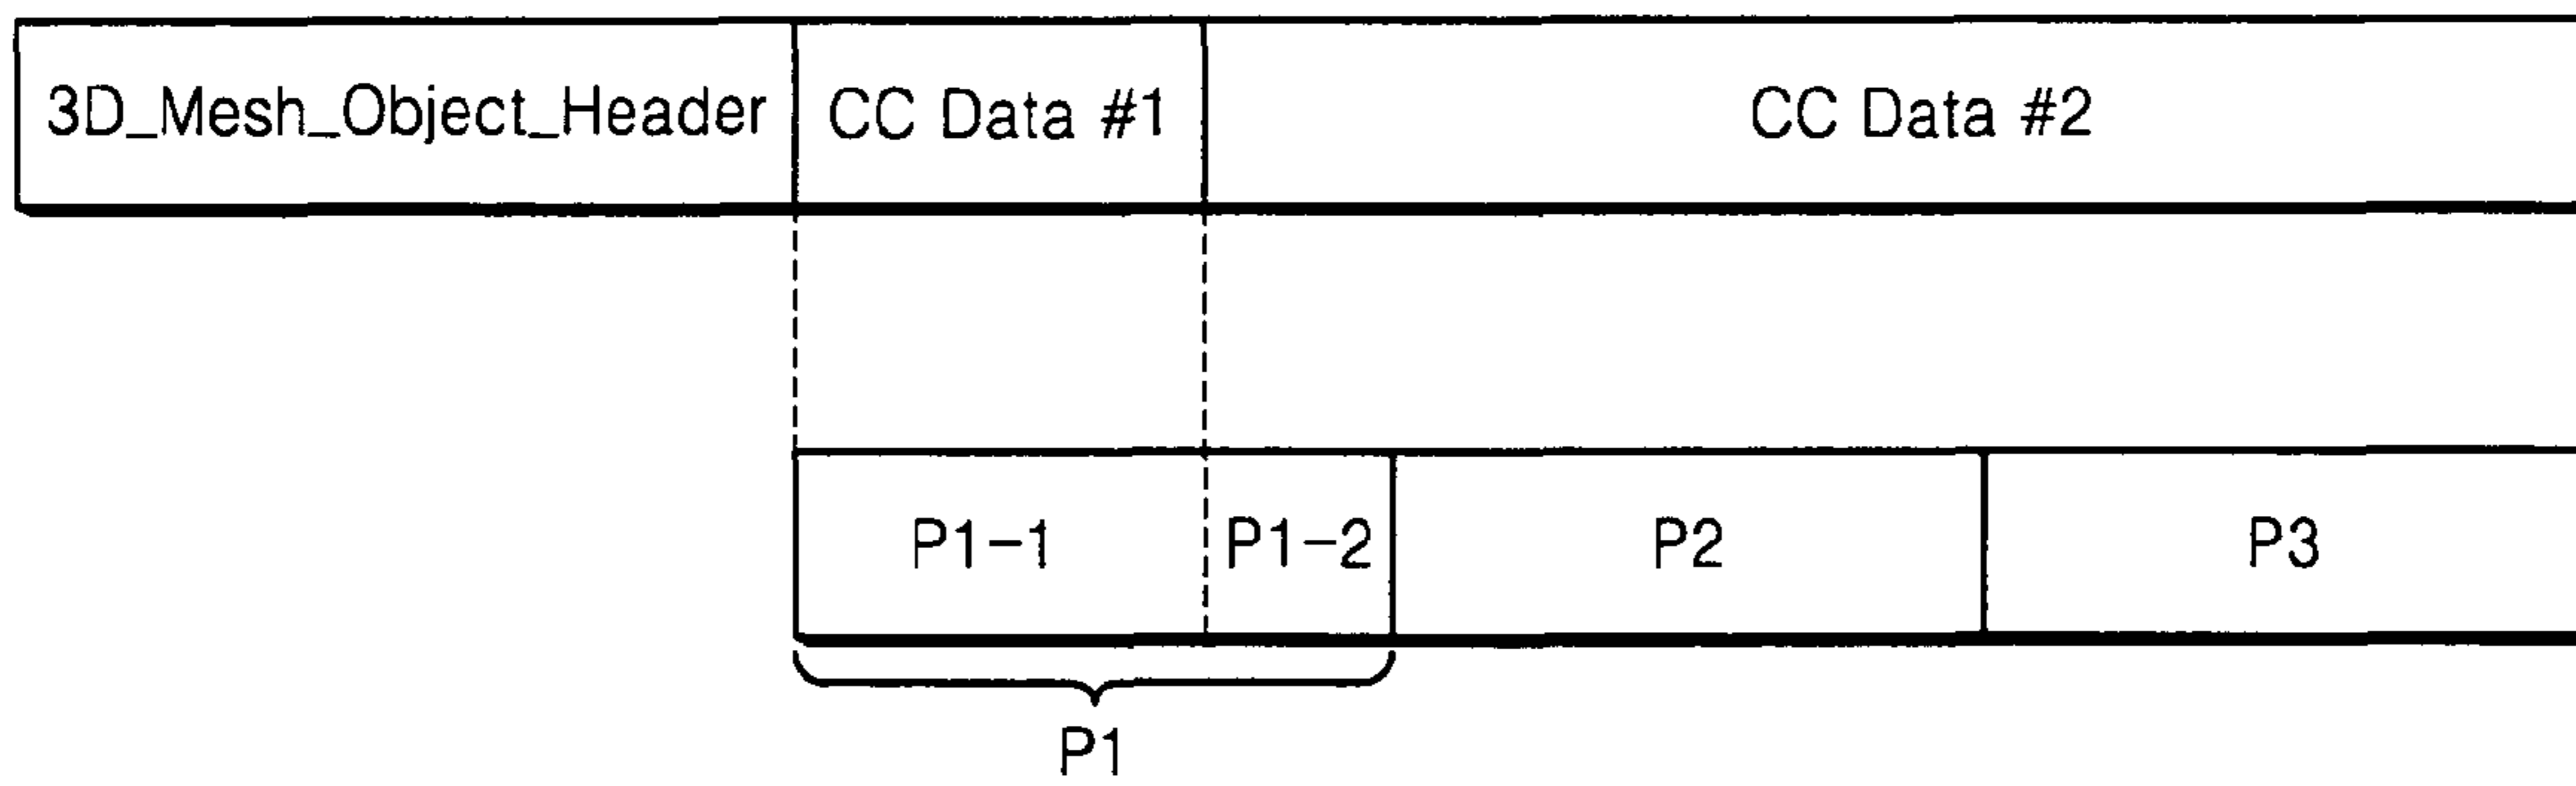 3D_Mesh_Object_Header CC Data #1 CC Data #2
P1-1 P1-2 P2 P3
P1